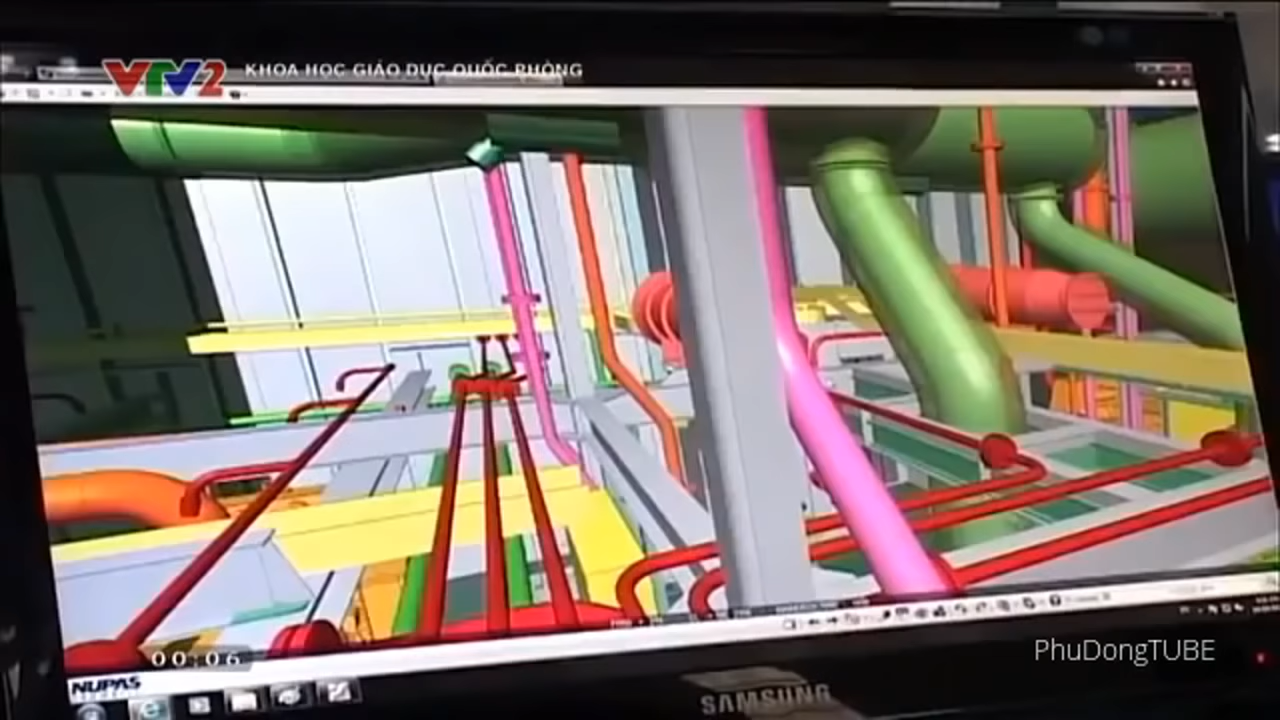 VTV2 KHOA HỌC GIÁO DỤC QUỐC PHÒNG
00:06
PhuDongTUBE
NUPAS
SAMSUNG